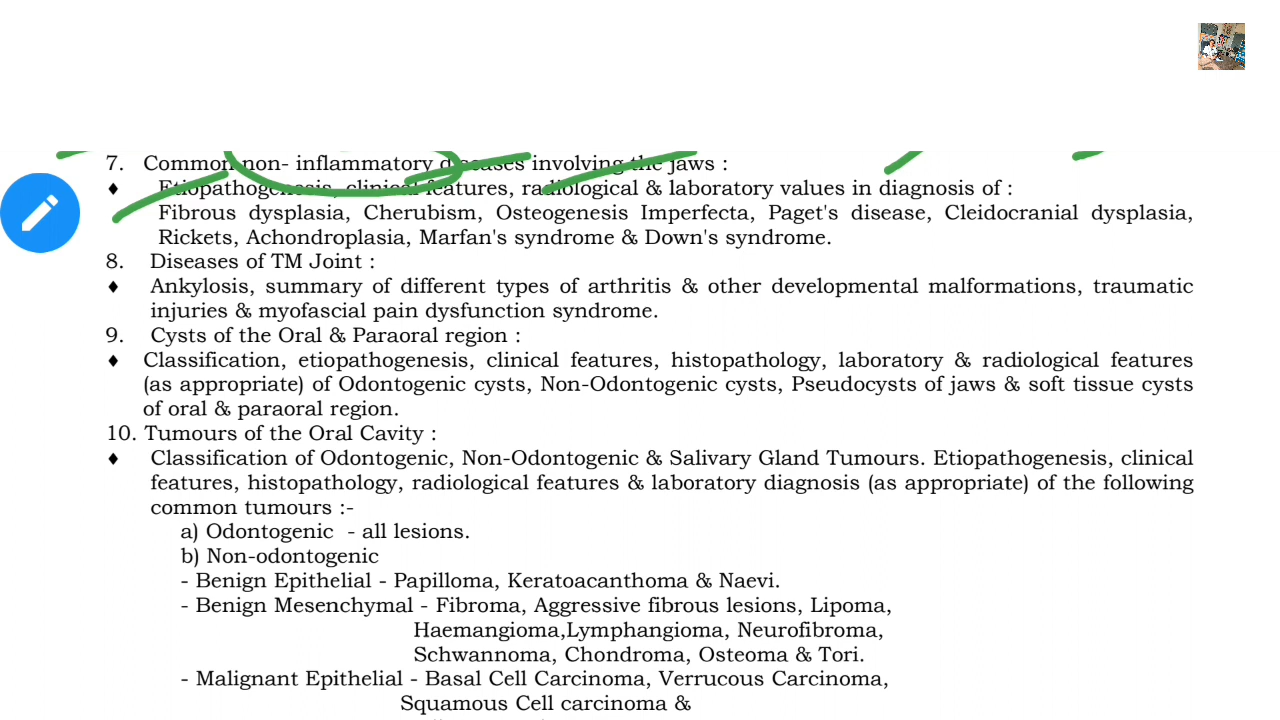 7. Common non- inflammatory diseases involving the jaws :
♦ Etiopathogenesis, clinical features, radiological & laboratory values in diagnosis of :
Fibrous dysplasia, Cherubism, Osteogenesis Imperfecta, Paget's disease, Cleidocranial dysplasia,
Rickets, Achondroplasia, Marfan's syndrome & Down's syndrome.
8. Diseases of TM Joint :
♦ Ankylosis, summary of different types of arthritis & other developmental malformations, traumatic
injuries & myofascial pain dysfunction syndrome.
9. Cysts of the Oral & Paraoral region :
♦ Classification, etiopathogenesis, clinical features, histopathology, laboratory & radiological features
(as appropriate) of Odontogenic cysts, Non-Odontogenic cysts, Pseudocysts of jaws & soft tissue cysts
of oral & paraoral region.
10. Tumours of the Oral Cavity :
♦ Classification of Odontogenic, Non-Odontogenic & Salivary Gland Tumours. Etiopathogenesis, clinical
features, histopathology, radiological features & laboratory diagnosis (as appropriate) of the following
common tumours :-
a) Odontogenic - all lesions.
b) Non-odontogenic
- Benign Epithelial - Papilloma, Keratoacanthoma & Naevi.
- Benign Mesenchymal - Fibroma, Aggressive fibrous lesions, Lipoma,
Haemangioma,Lymphangioma, Neurofibroma,
Schwannoma, Chondroma, Osteoma & Tori.
- Malignant Epithelial - Basal Cell Carcinoma, Verrucous Carcinoma,
Squamous Cell carcinoma &